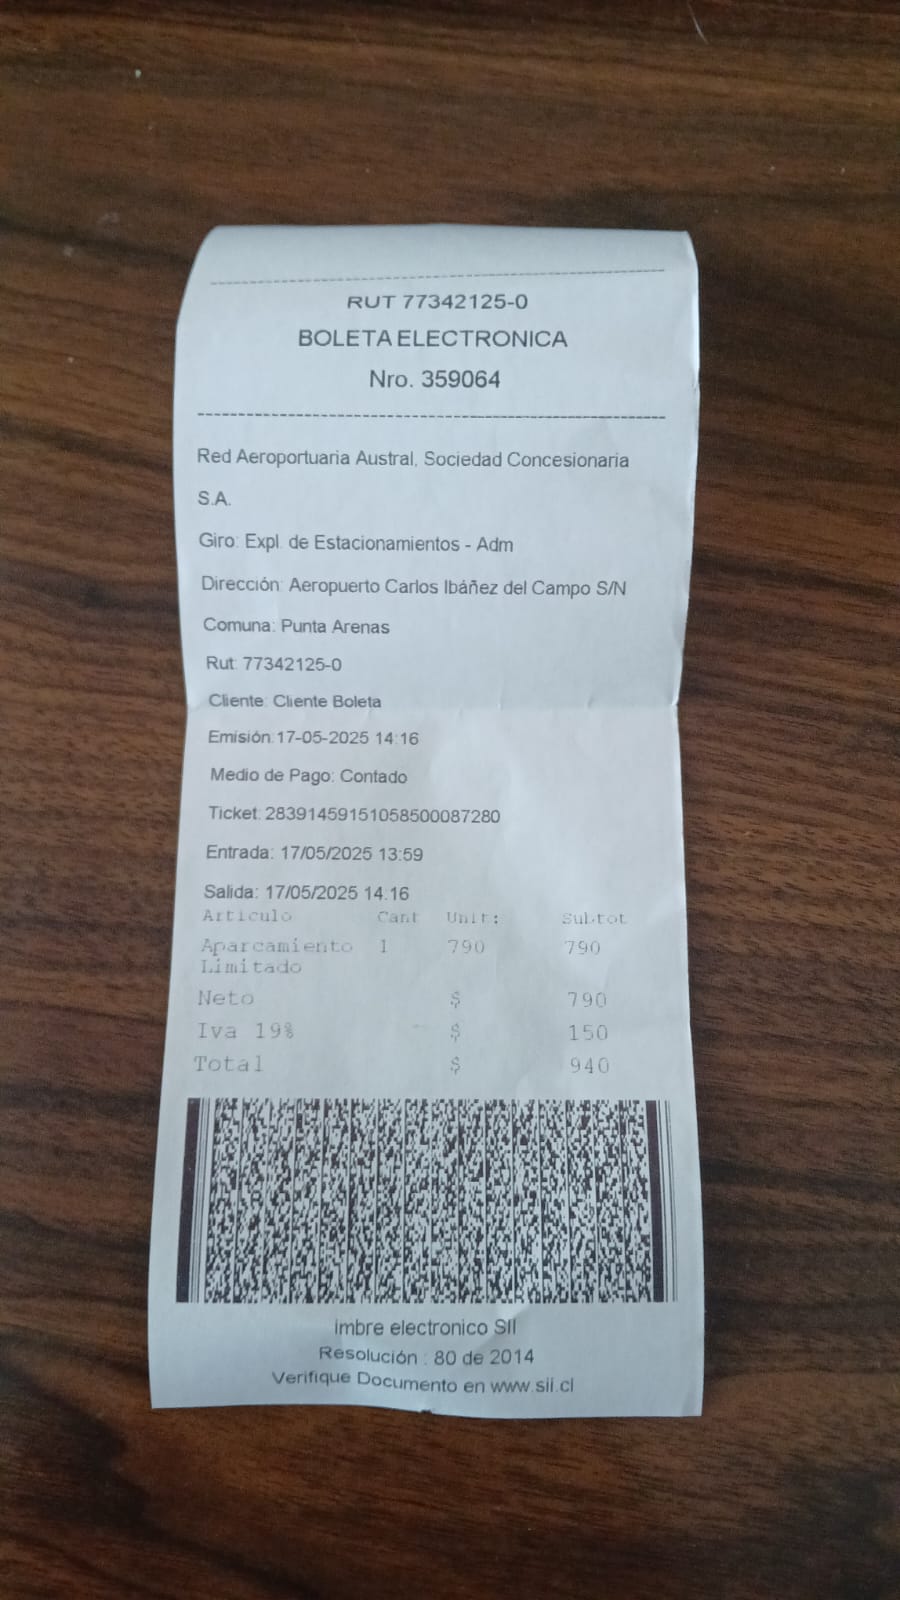 RUT 77342125-0
BOLETA ELECTRONICA
Nro. 359064
Red Aeroportuaria Austral, Sociedad Concesionaria
S.A.
Giro: Expl. de Estacionamientos - Adm
Dirección: Aeropuerto Carlos Ibáñez del Campo S/N
Comuna: Punta Arenas
Rut: 77342125-0
Cliente: Cliente Boleta
Emisión:17-05-2025 14:16
Medio de Pago: Contado
Ticket: 28391459151058500087280
Entrada: 17/05/2025 13:59
Salida: 17/05/2025 14:16
Articulo Cant Unit: Subtot
Aparcamiento 1 790 790
Limitado
Neto $ 790
Iva 19% $ 150
Total $ 940
imbre electronico SII
Resolución : 80 de 2014
Verifique Documento en www.sii.cl